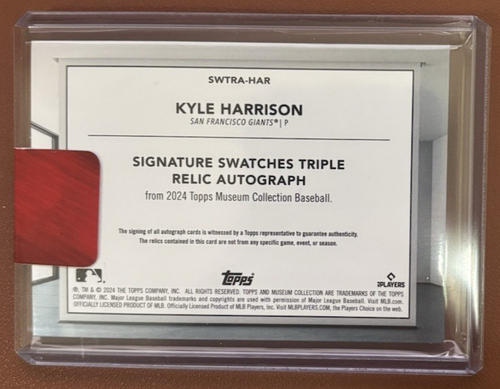 SWTRA-HAR
KYLE HARRISON
SAN FRANCISCO GIANTS® | P
SIGNATURE SWATCHES TRIPLE
RELIC AUTOGRAPH
from 2024 Topps Museum Collection Baseball.
The signing of all autograph cards is witnessed by a Topps representative to guarantee authenticity.
The relics contained in this card are not from any specific game, event, or season.
Topps
PLAYERS
®, TM & © 2024 THE TOPPS COMPANY, INC. ALL RIGHTS RESERVED. TOPPS AND MUSEUM COLLECTION ARE TRADEMARKS OF THE TOPPS
COMPANY, INC. Major League Baseball trademarks and copyrights are used with permission of Major League Baseball. Visit MLB.com.
OFFICIALLY LICENSED PRODUCT OF MLB. Officially Licensed Product of MLB Players, Inc. Visit MLBPLAYERS.COM, the Players Choice on the web.